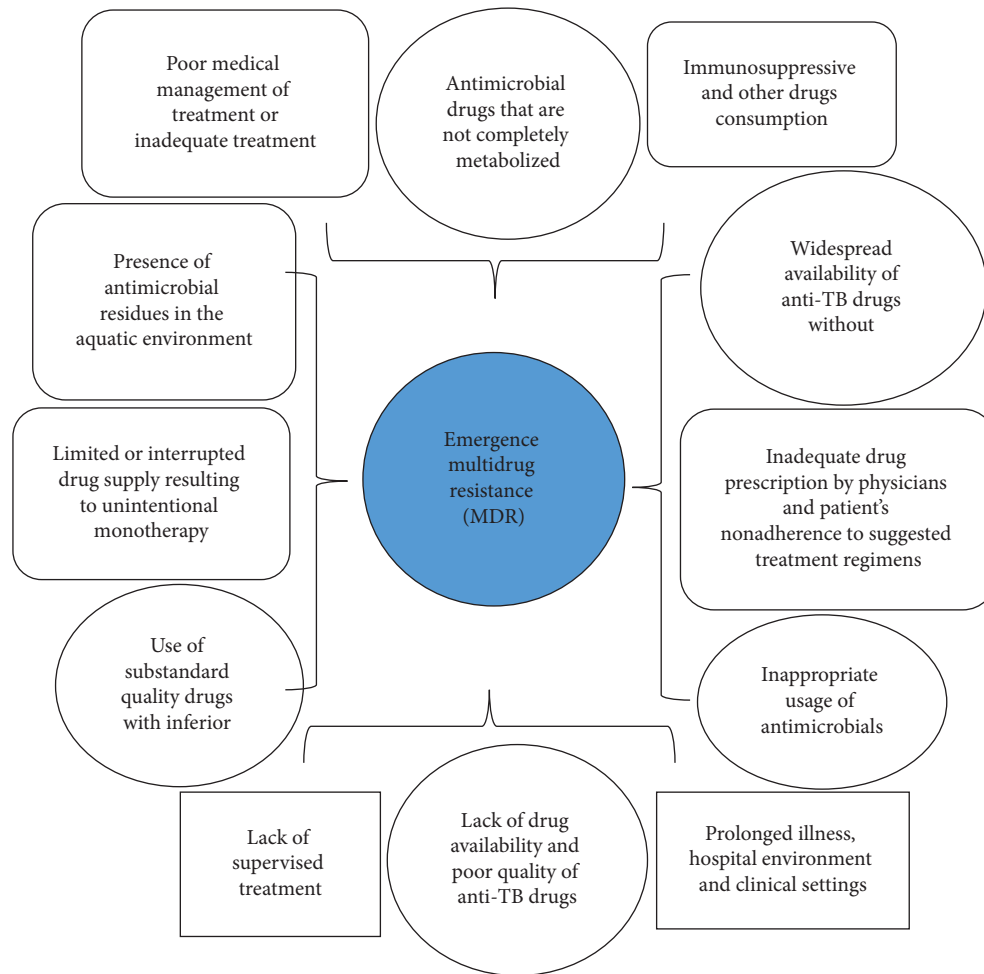 Poor medical
management of
treatment or
inadequate treatment
Antimicrobial
drugs that are
not completely
metabolized
Immunosuppressive
and other drugs
consumption
Presence of
antimicrobial
residues in the
aquatic environment
Widespread
availability of
anti-TB drugs
without
Limited or interrupted
drug supply resulting
to unintentional
monotherapy
Emergence
multidrug
resistance
(MDR)
Inadequate drug
prescription by physicians
and patient's
nonadherence to suggested
treatment regimens
Use of
substandard
quality drugs
with inferior
Inappropriate
usage of
antimicrobials
Lack of
supervised
treatment
Lack of drug
availability and
poor quality of
anti-TB drugs
Prolonged illness,
hospital environment
and clinical settings